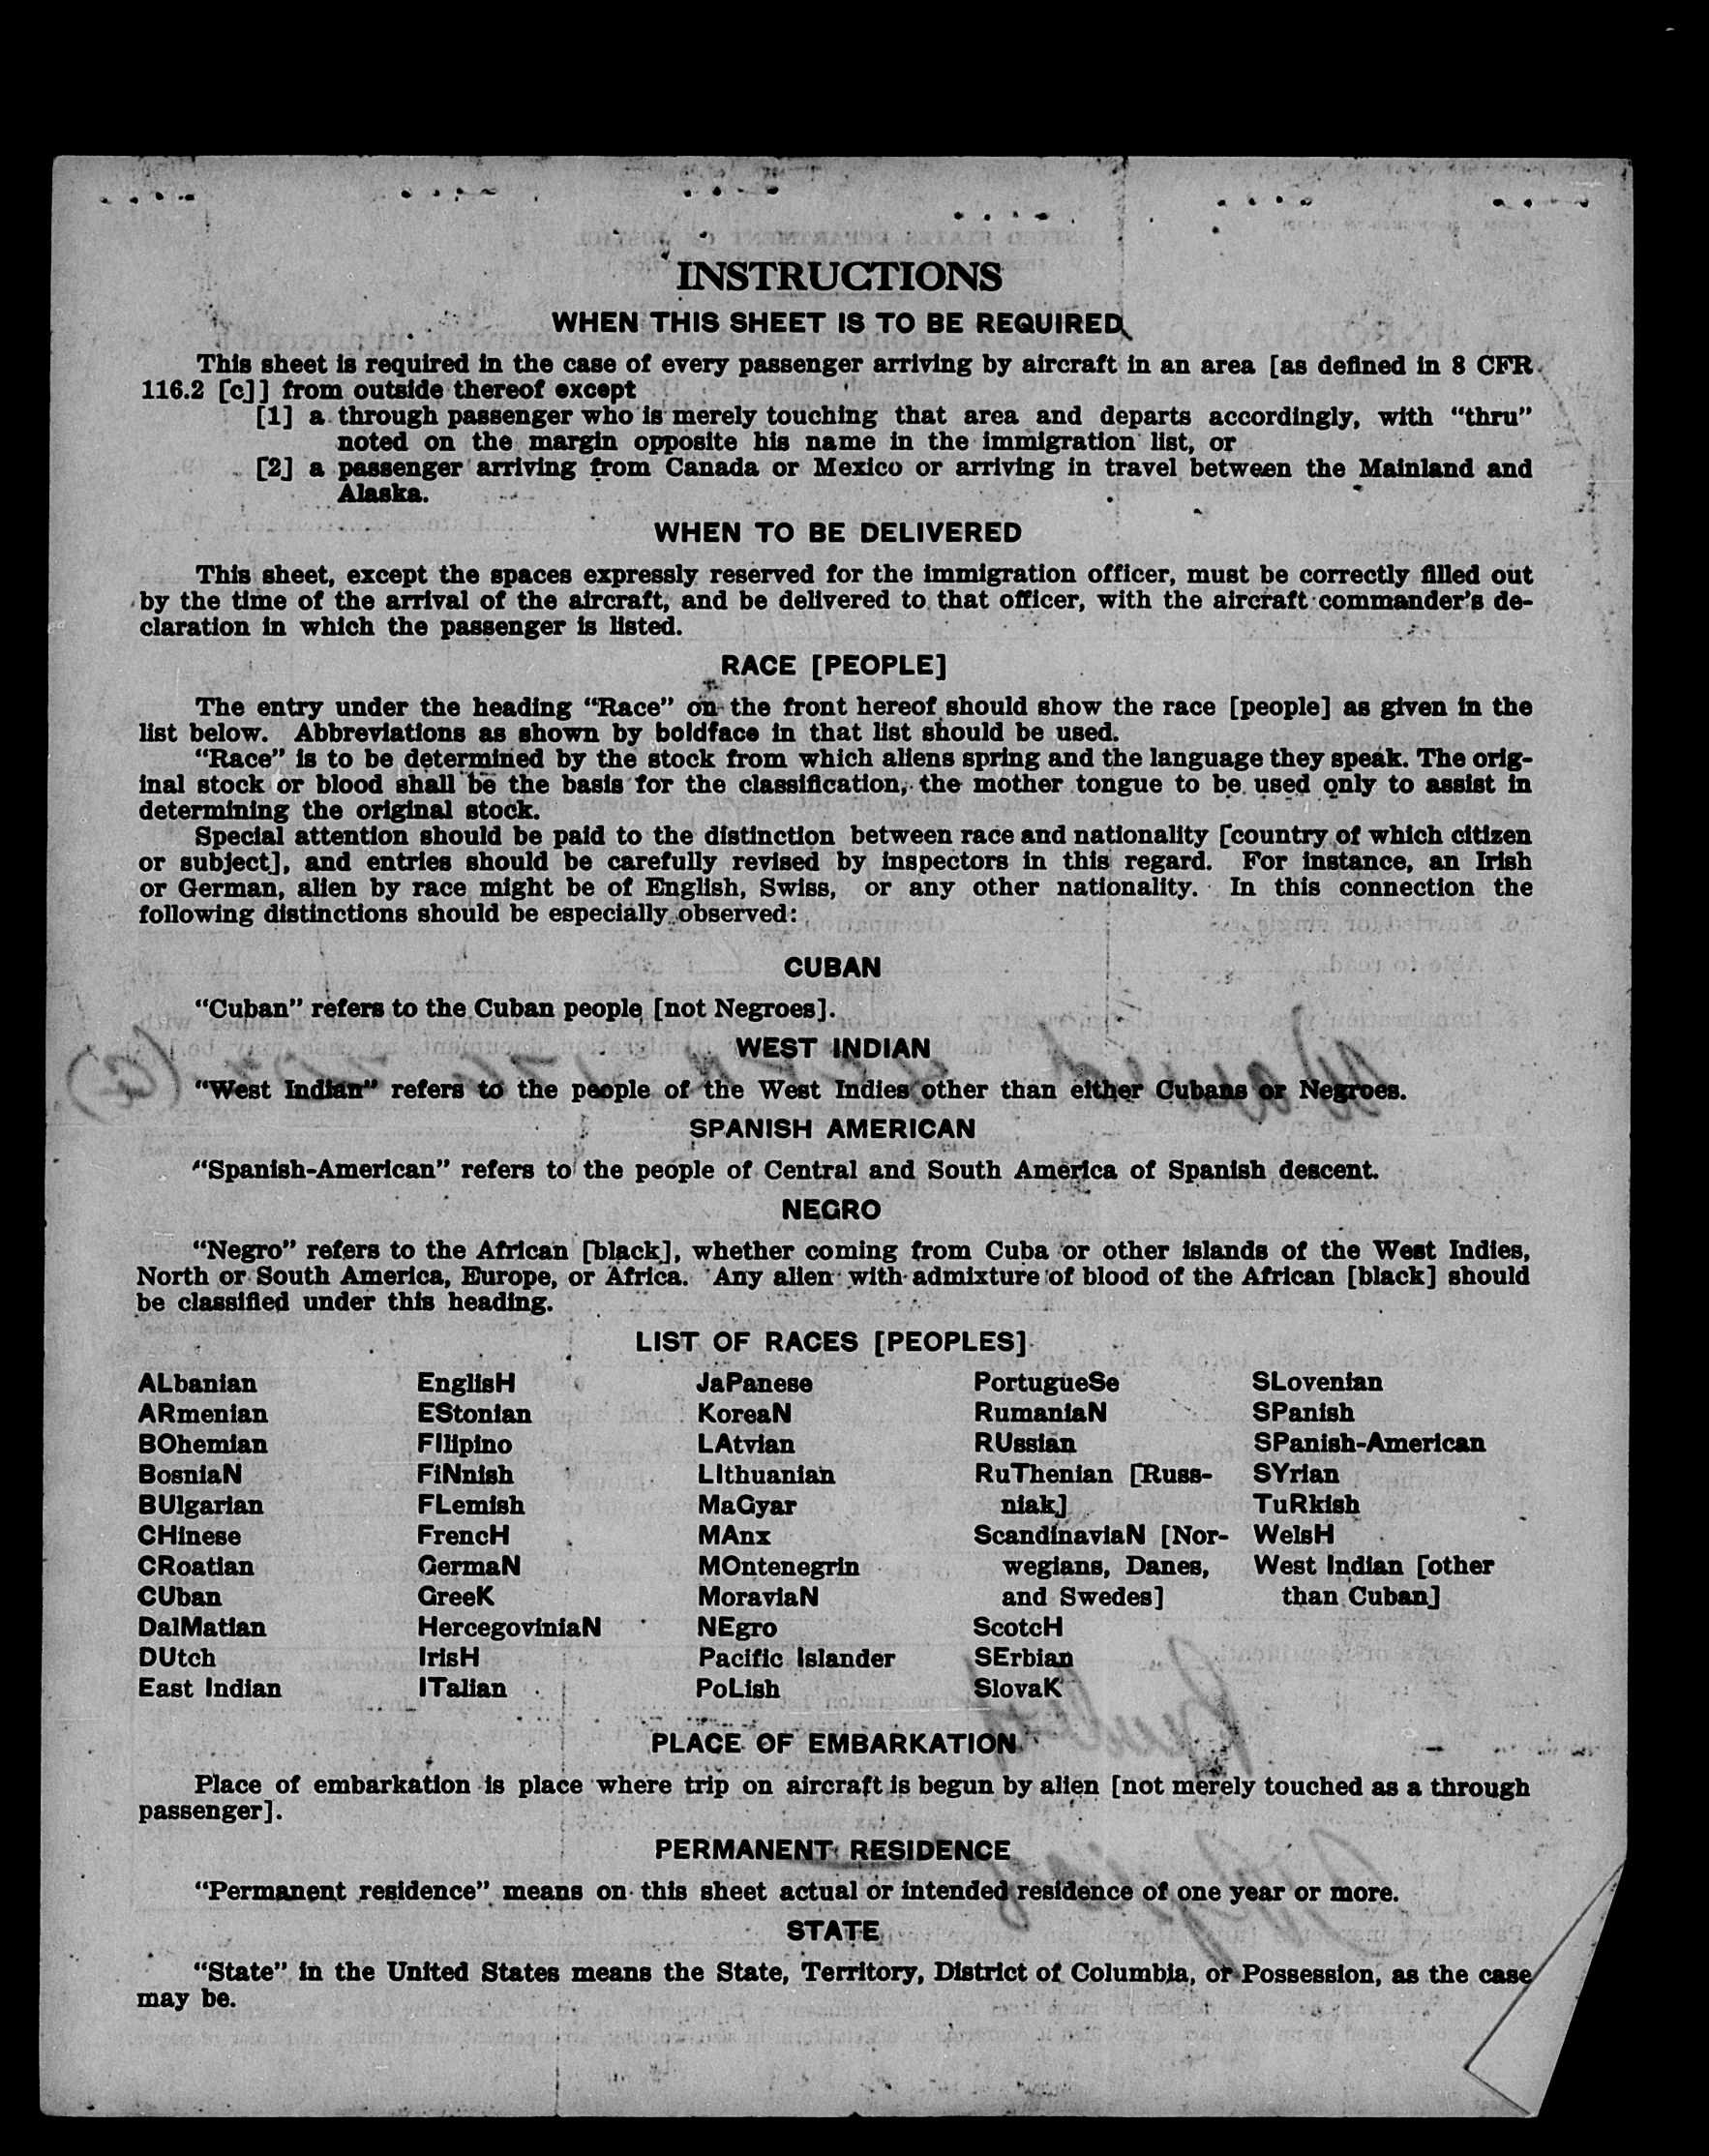 INSTRUCTIONS
WHEN THIS SHEET IS TO BE REQUIRED
This sheet is required in the case of every passenger arriving by aircraft in an area [as defined in 8 CFR
116.2 [c]] from outside thereof except
[1] a through passenger who is merely touching that area and departs accordingly, with “thru”
noted on the margin opposite his name in the immigration list, or
[2] a passenger arriving from Canada or Mexico or arriving in travel between the Mainland and
Alaska.
WHEN TO BE DELIVERED
This sheet, except the spaces expressly reserved for the immigration officer, must be correctly filled out
by the time of the arrival of the aircraft, and be delivered to that officer, with the aircraft commander’s de-
claration in which the passenger is listed.
RACE [PEOPLE]
The entry under the heading “Race” on the front hereof should show the race [people] as given in the
list below. Abbreviations as shown by boldface in that list should be used.
“Race” is to be determined by the stock from which aliens spring and the language they speak. The orig-
inal stock or blood shall be the basis for the classification, the mother tongue to be used only to assist in
determining the original stock.
Special attention should be paid to the distinction between race and nationality [country of which citizen
or subject], and entries should be carefully revised by inspectors in this regard. For instance, an Irish
or German, alien by race might be of English, Swiss, or any other nationality. In this connection the
following distinctions should be especially observed:
CUBAN
“Cuban” refers to the Cuban people [not Negroes].
WEST INDIAN
“West Indian” refers to the people of the West Indies other than either Cubans or Negroes.
SPANISH AMERICAN
“Spanish-American” refers to the people of Central and South America of Spanish descent.
NEGRO
“Negro” refers to the African [black], whether coming from Cuba or other islands of the West Indies,
North or South America, Europe, or Africa. Any alien with admixture of blood of the African [black] should
be classified under this heading.
LIST OF RACES [PEOPLES]
ALbanian
ARmenian
BOhemian
BosniaN
BUlgarian
CHinese
CRoatian
CUban
DalMatian
DUtch
East Indian
EnglisH
EStonian
FIlipino
FiNnish
FLemish
FrencH
GermaN
GreeK
HercegoviniaN
IrisH
ITalian
JaPanese
KoreaN
LAtvian
LIthuanian
MaGyar
MAnx
MOntenegrin
MoraviaN
NEgro
Pacific Islander
PoLish
PortugueSe
RumaniaN
RUssian
RuThenian [Russ-
niak]
ScandinaviaN [Nor-
wegians, Danes,
and Swedes]
ScotcH
SErbian
SlovaK
SLovenian
SPanish
SPanish-American
SYrian
TuRkish
WelsH
West Indian [other
than Cuban]
PLACE OF EMBARKATION
Place of embarkation is place where trip on aircraft is begun by alien [not merely touched as a through
passenger].
PERMANENT RESIDENCE
“Permanent residence” means on this sheet actual or intended residence of one year or more.
STATE
“State” in the United States means the State, Territory, District of Columbia, or Possession, as the case
may be.